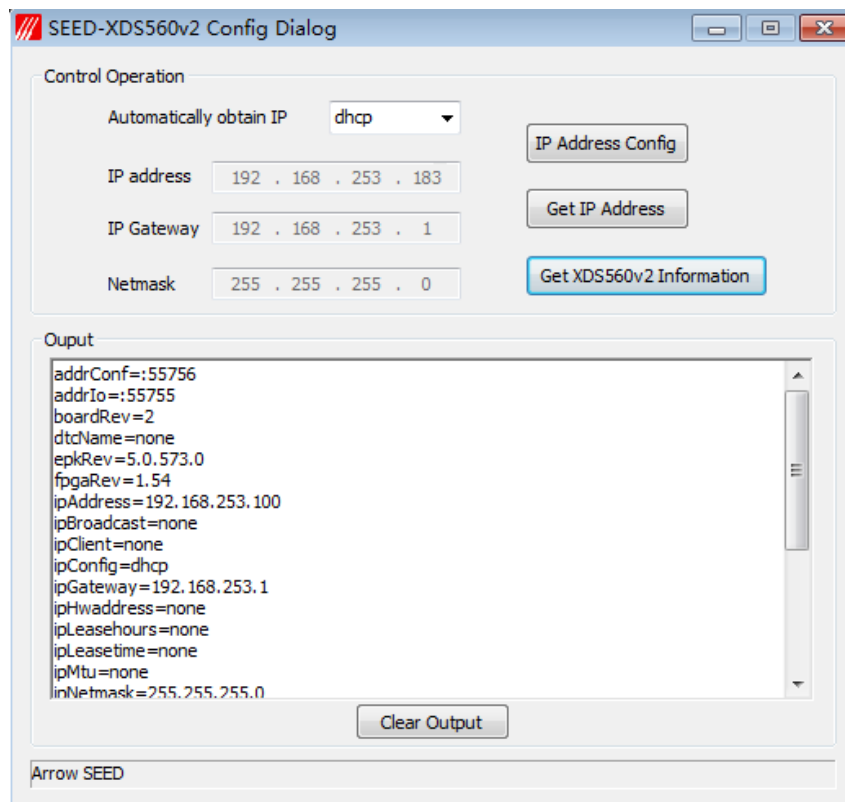 SEED-XDS560v2 Config Dialog
Control Operation
Automatically obtain IP dhcp
IP Address Config
IP address 192 . 168 . 253 . 183
Get IP Address
IP Gateway 192 . 168 . 253 . 1
Get XDS560v2 Information
Netmask 255 . 255 . 255 . 0
Ouput
addrConf=:55756
addrIo=:55755
boardRev=2
dtcName=none
epkRev=5.0.573.0
fpgaRev=1.54
ipAddress=192.168.253.100
ipBroadcast=none
ipClient=none
ipConfig=dhcp
ipGateway=192.168.253.1
ipHwaddress=none
ipLeasehours=none
ipLeasetime=none
ipMtu=none
ipNetmask=255.255.255.0
Clear Output
Arrow SEED